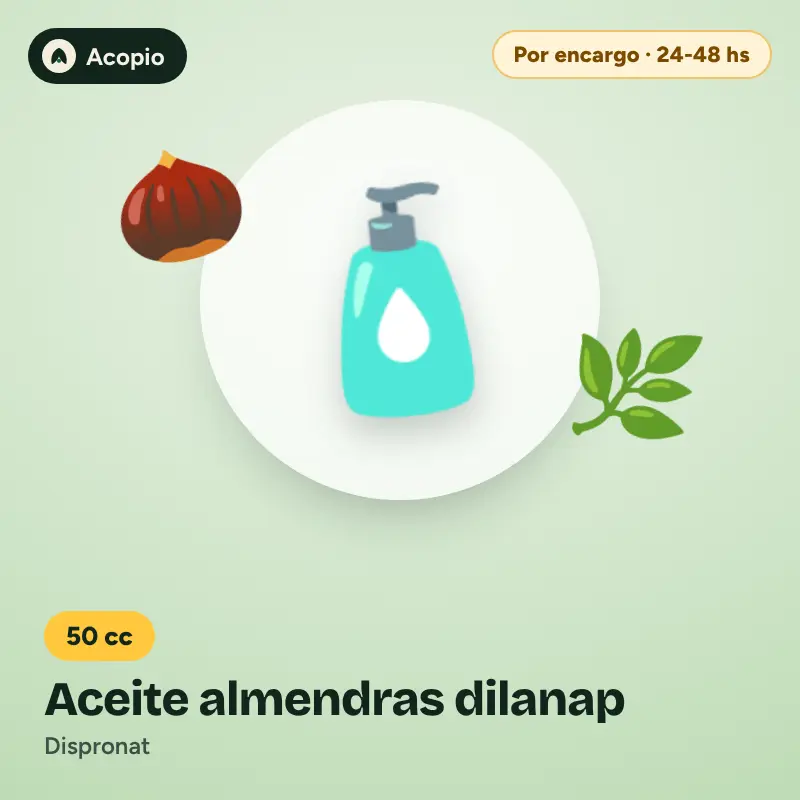 Acopio
Por encargo · 24-48 hs
50 cc
Aceite almendras dilanap
Dispronat